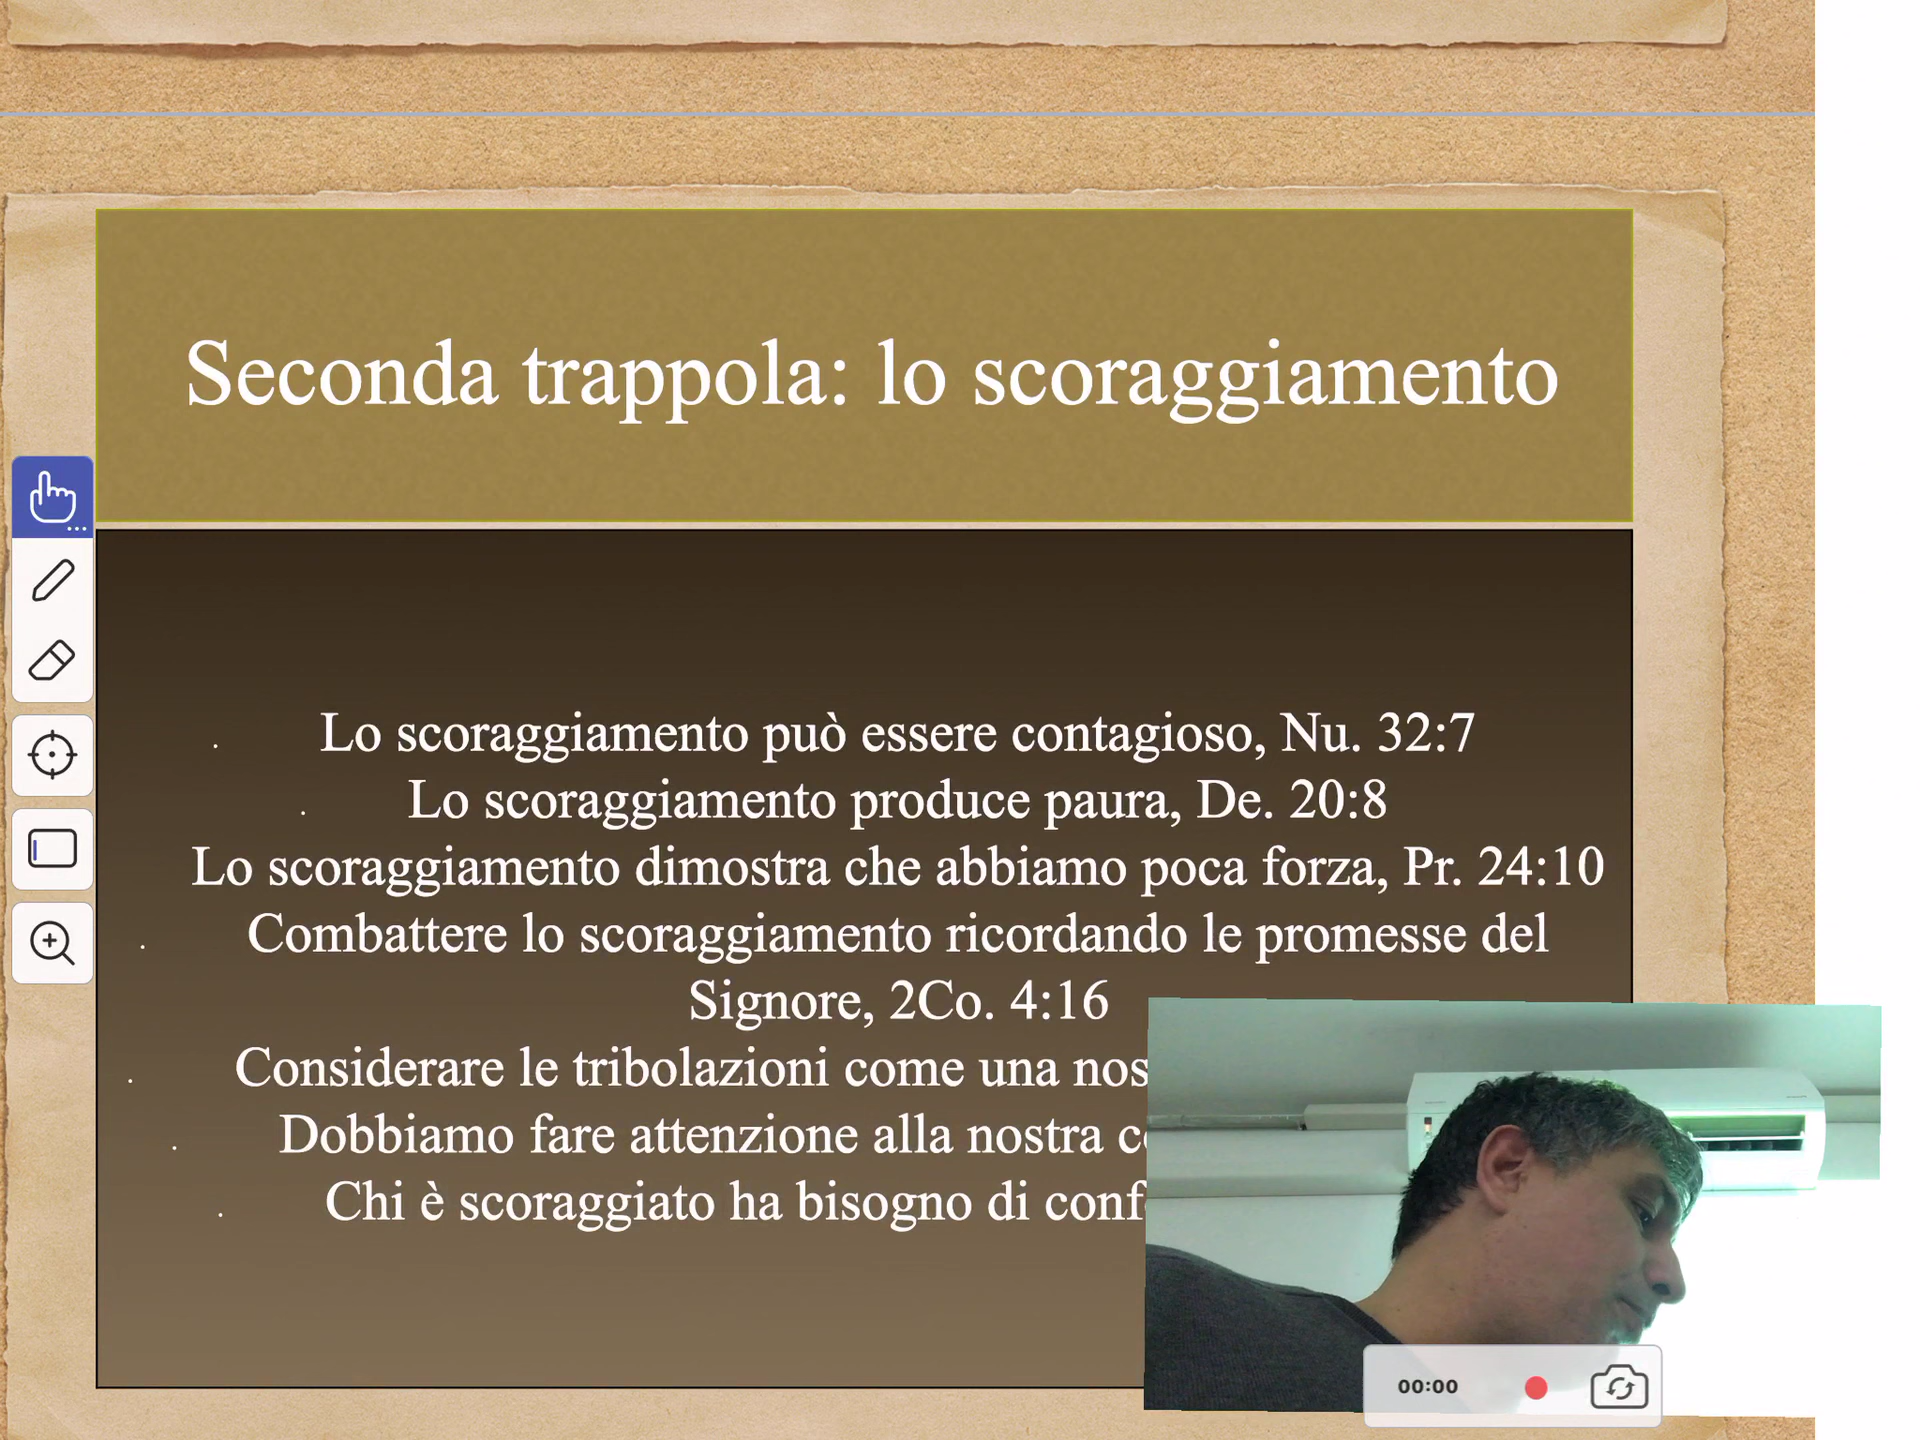 Seconda trappola: lo scoraggiamento
Lo scoraggiamento può essere contagioso, Nu. 32:7
Lo scoraggiamento produce paura, De. 20:8
Lo scoraggiamento dimostra che abbiamo poca forza, Pr. 24:10
Combattere lo scoraggiamento ricordando le promesse del
Signore, 2Co. 4:16
Considerare le tribolazioni come una
Dobbiamo fare attenzione alla nostra
Chi è scoraggiato ha bisogno di
00:00